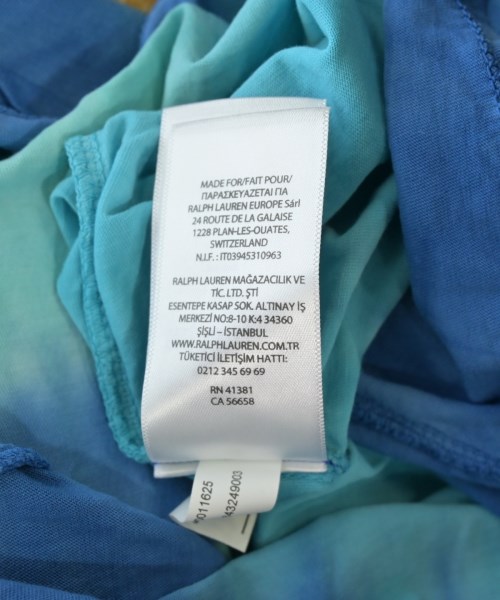 MADE FOR/FAIT POUR/
ΠΑΡΑΣΚΕΥΑΖΕΤΑΙ ΓΙΑ
RALPH LAUREN EUROPE Sárl
24 ROUTE DE LA GALAISE
1228 PLAN-LES-OUATES,
SWITZERLAND
N.I.F. : IT03945310963
RALPH LAUREN MAĞAZACILIK VE
TİC. LTD. ŞTİ
ESENTEPE KASAP SOK. ALTINAY İŞ
MERKEZİ NO:8-10 K:4 34360
ŞİŞLİ – İSTANBUL
WWW.RALPHLAUREN.COM.TR
TÜKETİCİ İLETİŞİM HATTI:
0212 345 69 69
RN 41381
CA 56658
011625
43249003